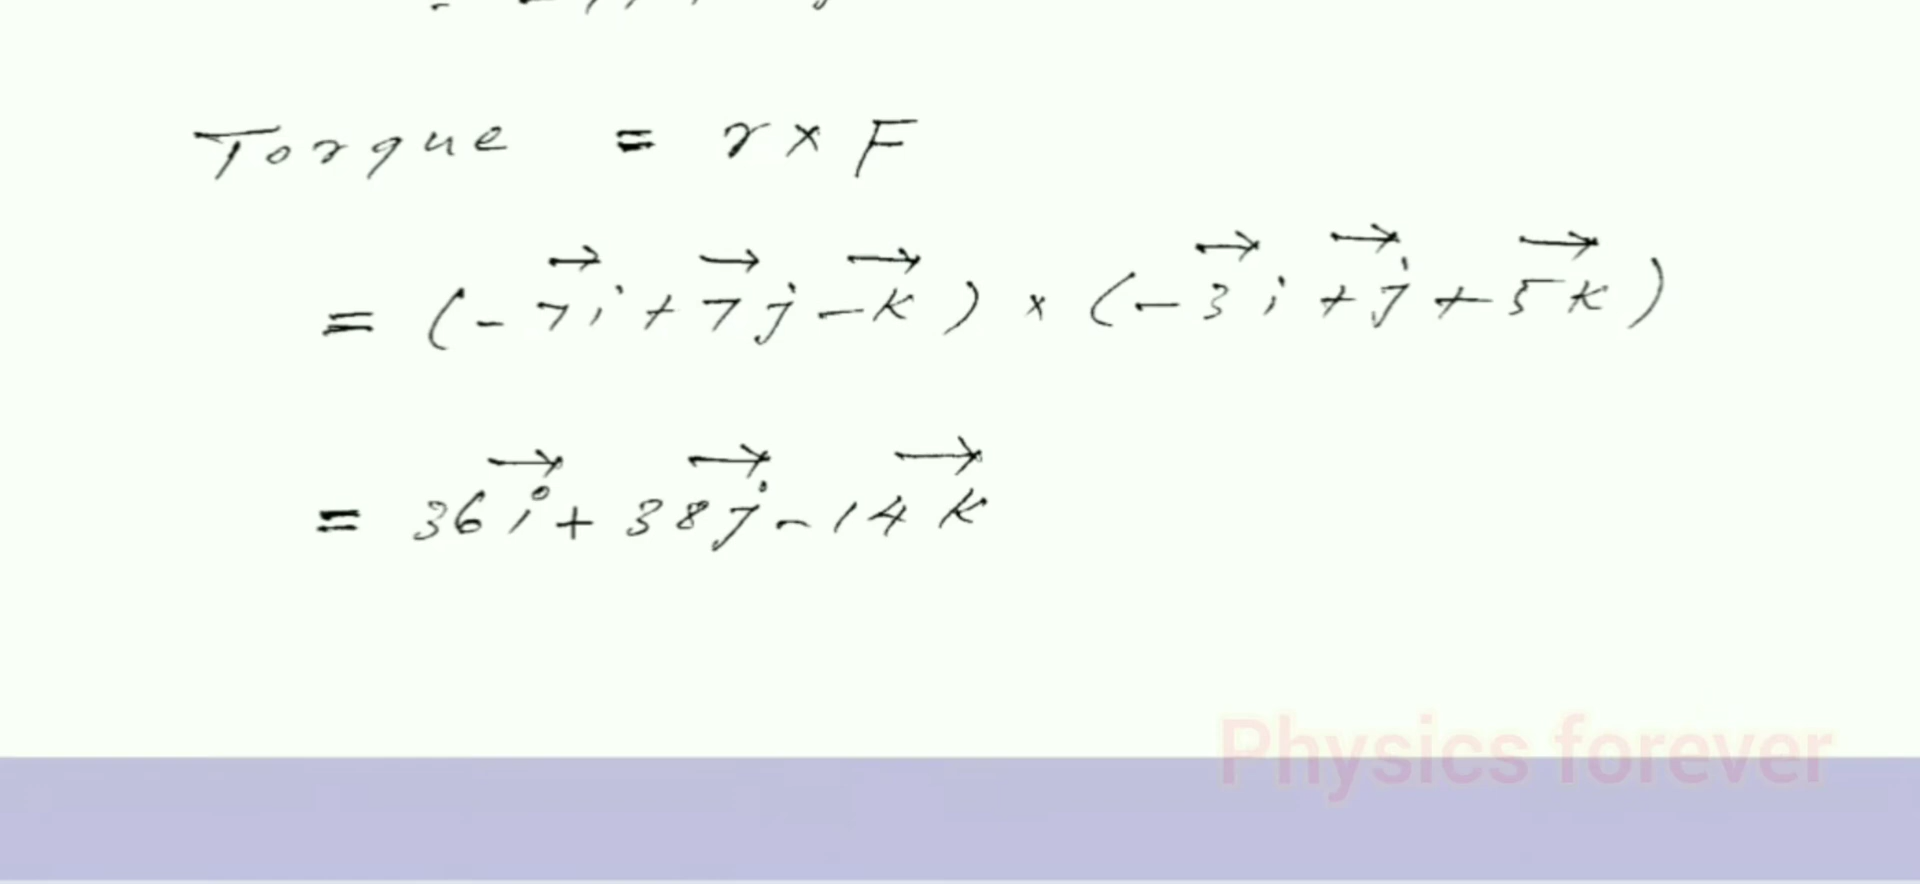 Torque = r × F
= (-7i + 7j - k) × (-3i + j + 5k)
= 36i + 38j - 14k
Physics forever